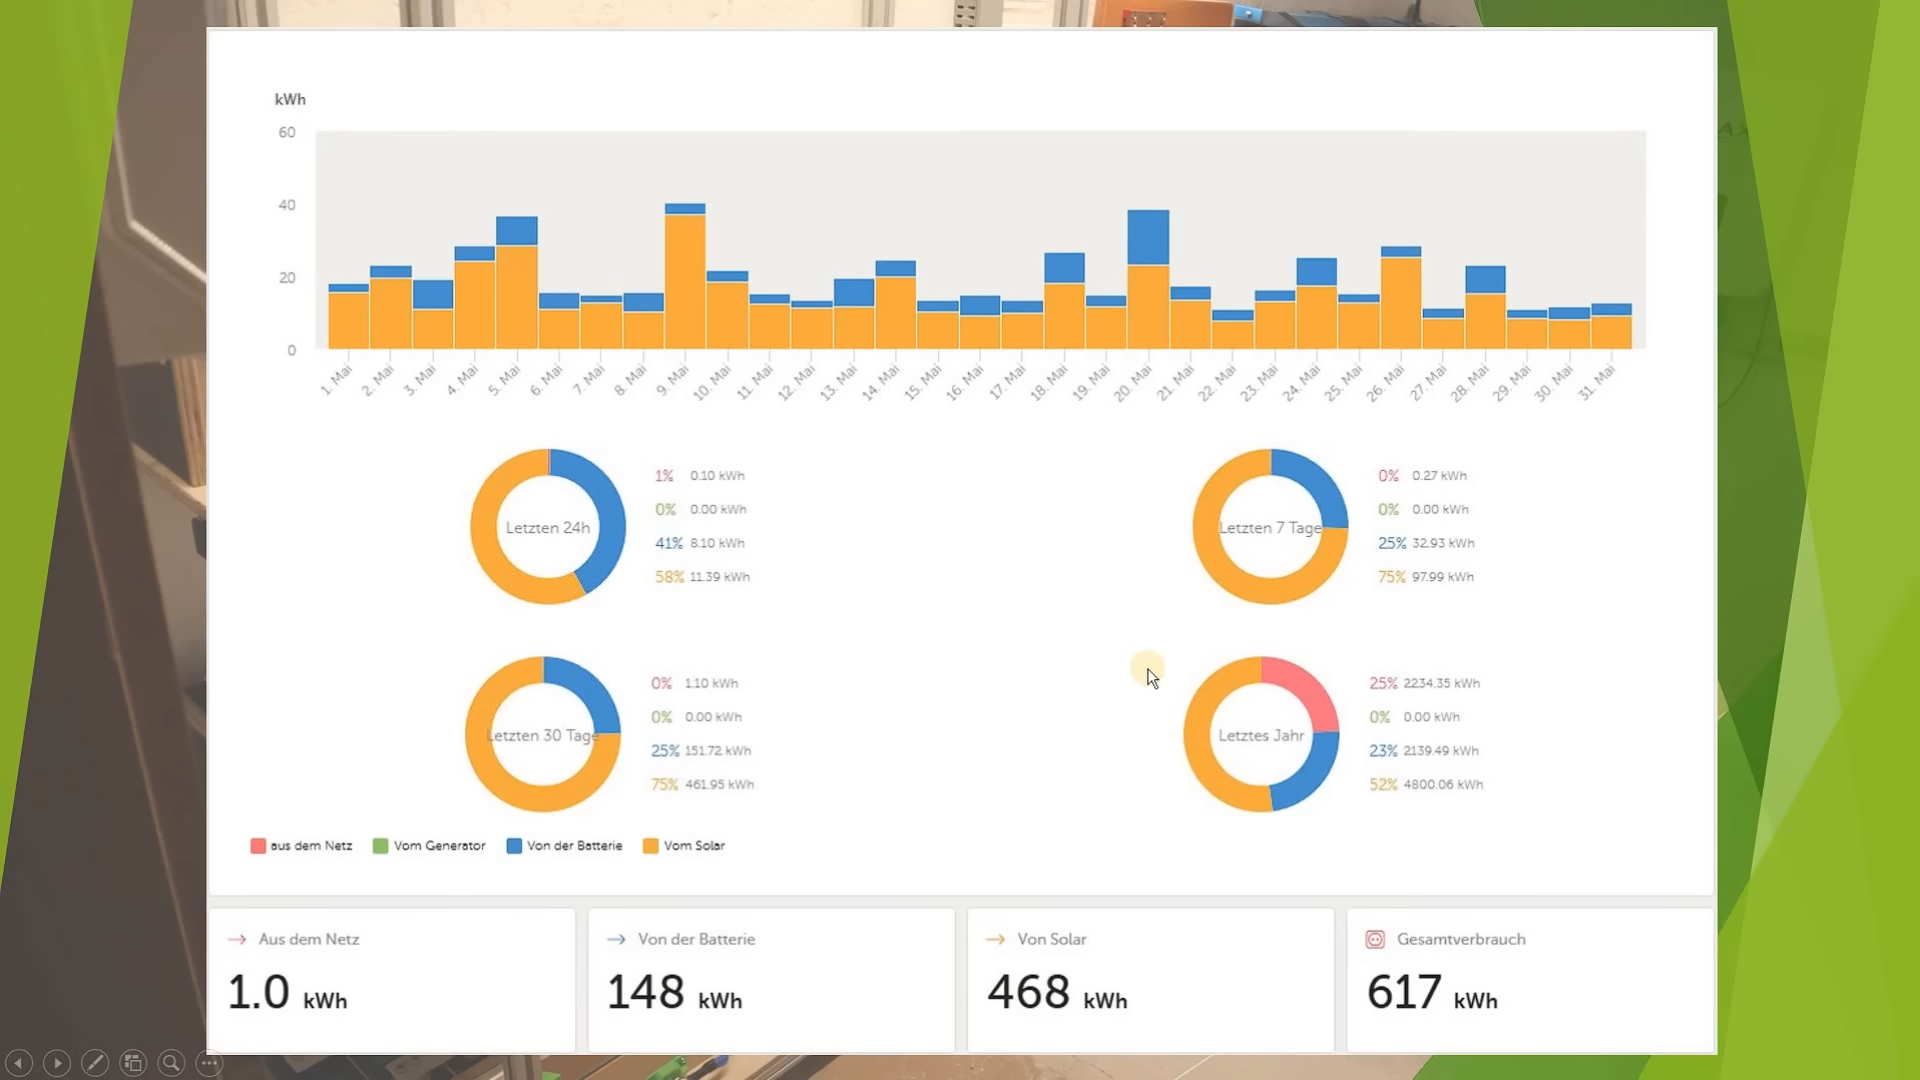 kWh
60
40
20
0
1. Mai 2. Mai 3. Mai 4. Mai 5. Mai 6. Mai 7. Mai 8. Mai 9. Mai 10. Mai 11. Mai 12. Mai 13. Mai 14. Mai 15. Mai 16. Mai 17. Mai 18. Mai 19. Mai 20. Mai 21. Mai 22. Mai 23. Mai 24. Mai 25. Mai 26. Mai 27. Mai 28. Mai 29. Mai 30. Mai 31. Mai
Letzten 24h
1% 0.10 kWh
0% 0.00 kWh
41% 8.10 kWh
58% 11.39 kWh
Letzten 7 Tage
0% 0.27 kWh
0% 0.00 kWh
25% 32.93 kWh
75% 97.99 kWh
Letzten 30 Tage
0% 1.10 kWh
0% 0.00 kWh
25% 151.72 kWh
75% 461.95 kWh
Letztes Jahr
25% 2234.35 kWh
0% 0.00 kWh
23% 2139.49 kWh
52% 4800.06 kWh
aus dem Netz Vom Generator Von der Batterie Vom Solar
Aus dem Netz
1.0 kWh
Von der Batterie
148 kWh
Von Solar
468 kWh
Gesamtverbrauch
617 kWh